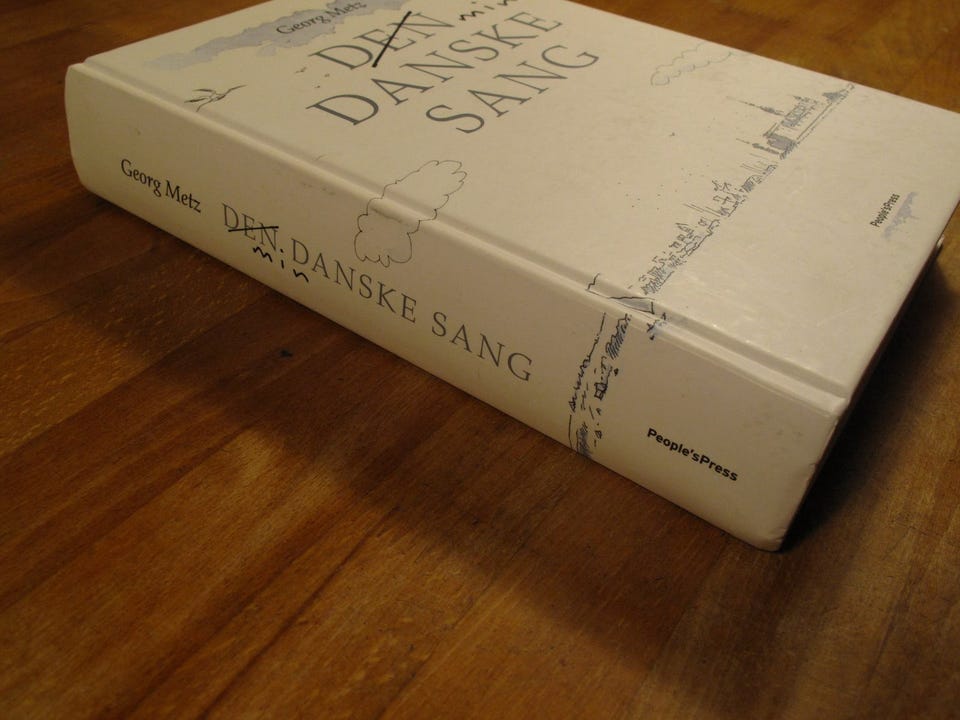 Georg Metz
DEN min
DANSKE
SANG
People'sPress
Georg Metz DEN min DANSKE SANG People'sPress